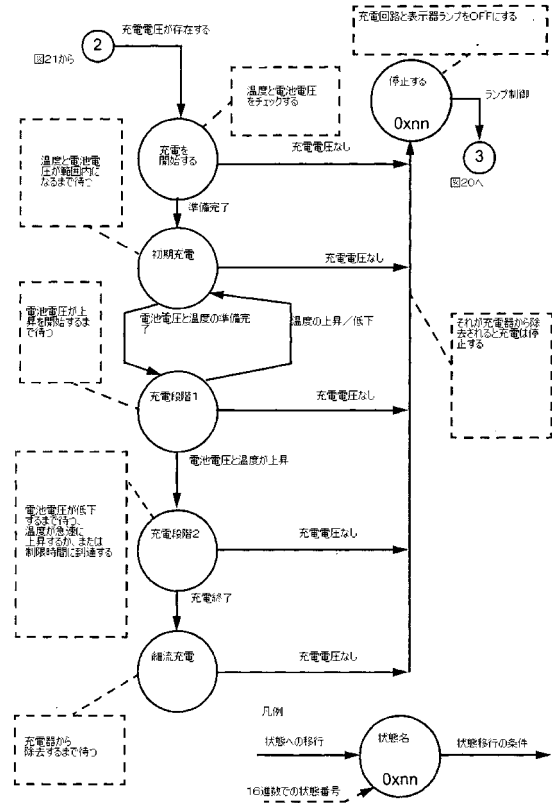 充電回路と表示器ランプをOFFにする
充電電圧が存在する
2
図21から
停止する
0xnn
ランプ制御
3
図20へ
温度と電池電圧
をチェックする
充電を
開始する
充電電圧なし
温度と電池電
圧が範囲内に
なるまで待つ
準備完了
初期充電
充電電圧なし
電池電圧と温度の準備完
了
温度の上昇/低下
電池電圧が上
昇を開始するま
で待つ
それが充電器から除
去されると充電は停
止する
充電段階1
充電電圧なし
電池電圧と温度が上昇
電池電圧が低下
するまで待つ、
温度が急速に
上昇するか、または
制限時間に到達する
充電段階2
充電電圧なし
充電終了
細流充電
充電電圧なし
充電器から
除去するまで待つ
凡例
状態への移行
状態名
0xnn
状態移行の条件
16進数での状態番号